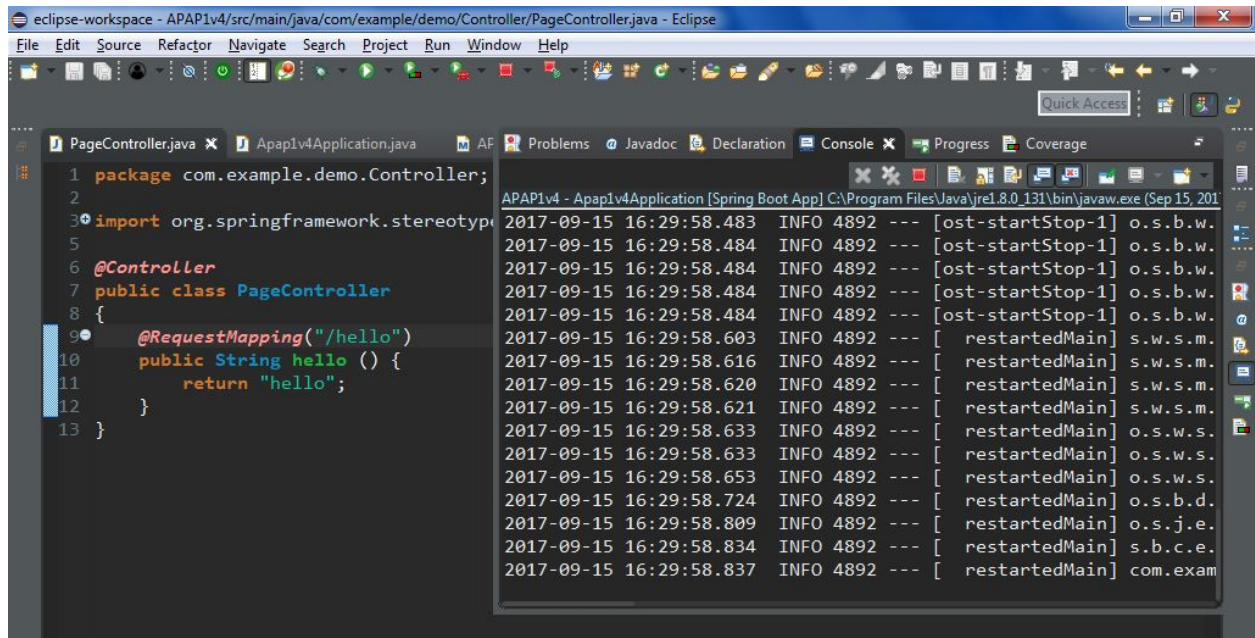 eclipse-workspace - APAP1v4/src/main/java/com/example/demo/Controller/PageController.java - Eclipse
File Edit Source Refactor Navigate Search Project Run Window Help
Quick Access
PageController.java Apap1v4Application.java AP
1 package com.example.demo.Controller;
2
3 import org.springframework.stereotype
5
6 @Controller
7 public class PageController
8 {
9 @RequestMapping("/hello")
10 public String hello () {
11 return "hello";
12 }
13 }
Problems Javadoc Declaration Console Progress Coverage
APAP1v4 - Apap1v4Application [Spring Boot App] C:\Program Files\Java\jre1.8.0_131\bin\javaw.exe (Sep 15, 201
2017-09-15 16:29:58.483 INFO 4892 --- [ost-startStop-1] o.s.b.w.
2017-09-15 16:29:58.484 INFO 4892 --- [ost-startStop-1] o.s.b.w.
2017-09-15 16:29:58.484 INFO 4892 --- [ost-startStop-1] o.s.b.w.
2017-09-15 16:29:58.484 INFO 4892 --- [ost-startStop-1] o.s.b.w.
2017-09-15 16:29:58.484 INFO 4892 --- [ost-startStop-1] o.s.b.w.
2017-09-15 16:29:58.603 INFO 4892 --- [ restartedMain] s.w.s.m.
2017-09-15 16:29:58.616 INFO 4892 --- [ restartedMain] s.w.s.m.
2017-09-15 16:29:58.620 INFO 4892 --- [ restartedMain] s.w.s.m.
2017-09-15 16:29:58.621 INFO 4892 --- [ restartedMain] s.w.s.m.
2017-09-15 16:29:58.633 INFO 4892 --- [ restartedMain] o.s.w.s.
2017-09-15 16:29:58.633 INFO 4892 --- [ restartedMain] o.s.w.s.
2017-09-15 16:29:58.653 INFO 4892 --- [ restartedMain] o.s.w.s.
2017-09-15 16:29:58.724 INFO 4892 --- [ restartedMain] o.s.b.d.
2017-09-15 16:29:58.809 INFO 4892 --- [ restartedMain] o.s.j.e.
2017-09-15 16:29:58.834 INFO 4892 --- [ restartedMain] s.b.c.e.
2017-09-15 16:29:58.837 INFO 4892 --- [ restartedMain] com.exam